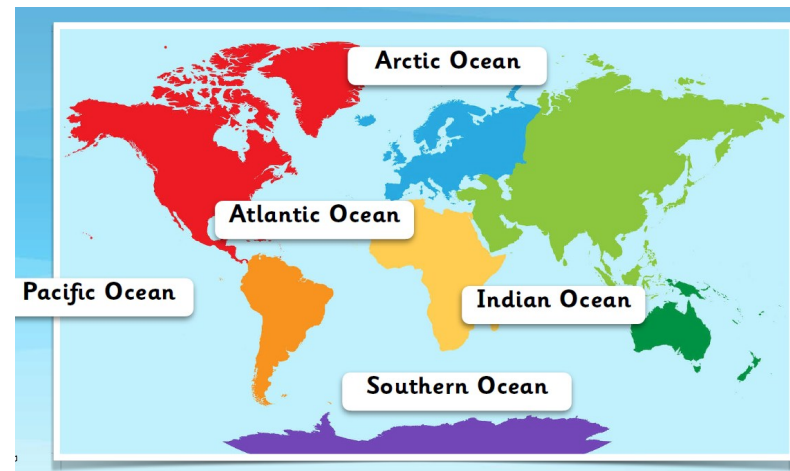 Arctic Ocean
Atlantic Ocean
Pacific Ocean
Indian Ocean
Southern Ocean